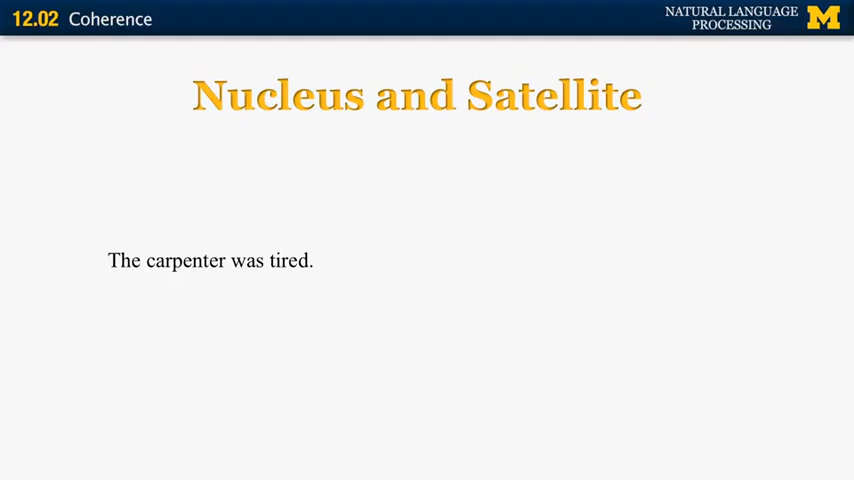 12.02 Coherence
NATURAL LANGUAGE
PROCESSING
M
Nucleus and Satellite
The carpenter was tired.